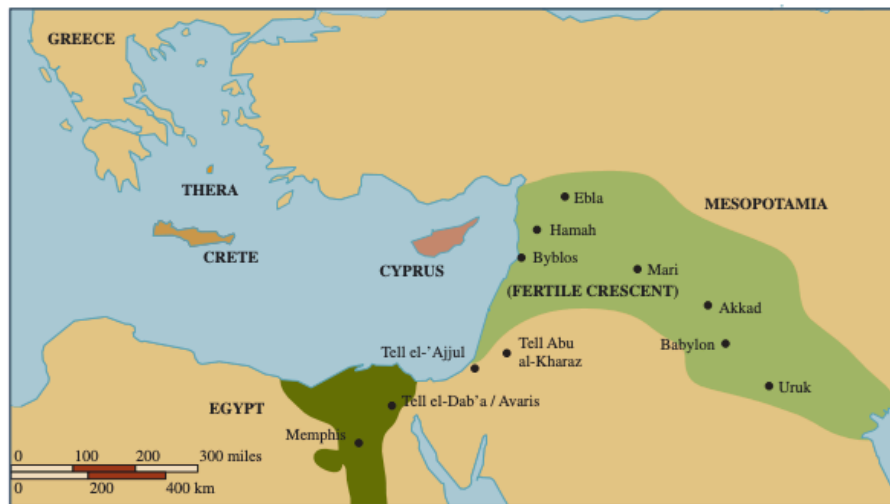 GREECE
THERA
CRETE
CYPRUS
Ebla
MESOPOTAMIA
Hamah
Byblos
Mari
(FERTILE CRESCENT)
Akkad
Babylon
Tell el-’Ajjul
Tell Abu
al-Kharaz
Uruk
EGYPT
Tell el-Dab’a / Avaris
Memphis
0 100 200 300 miles
0 200 400 km